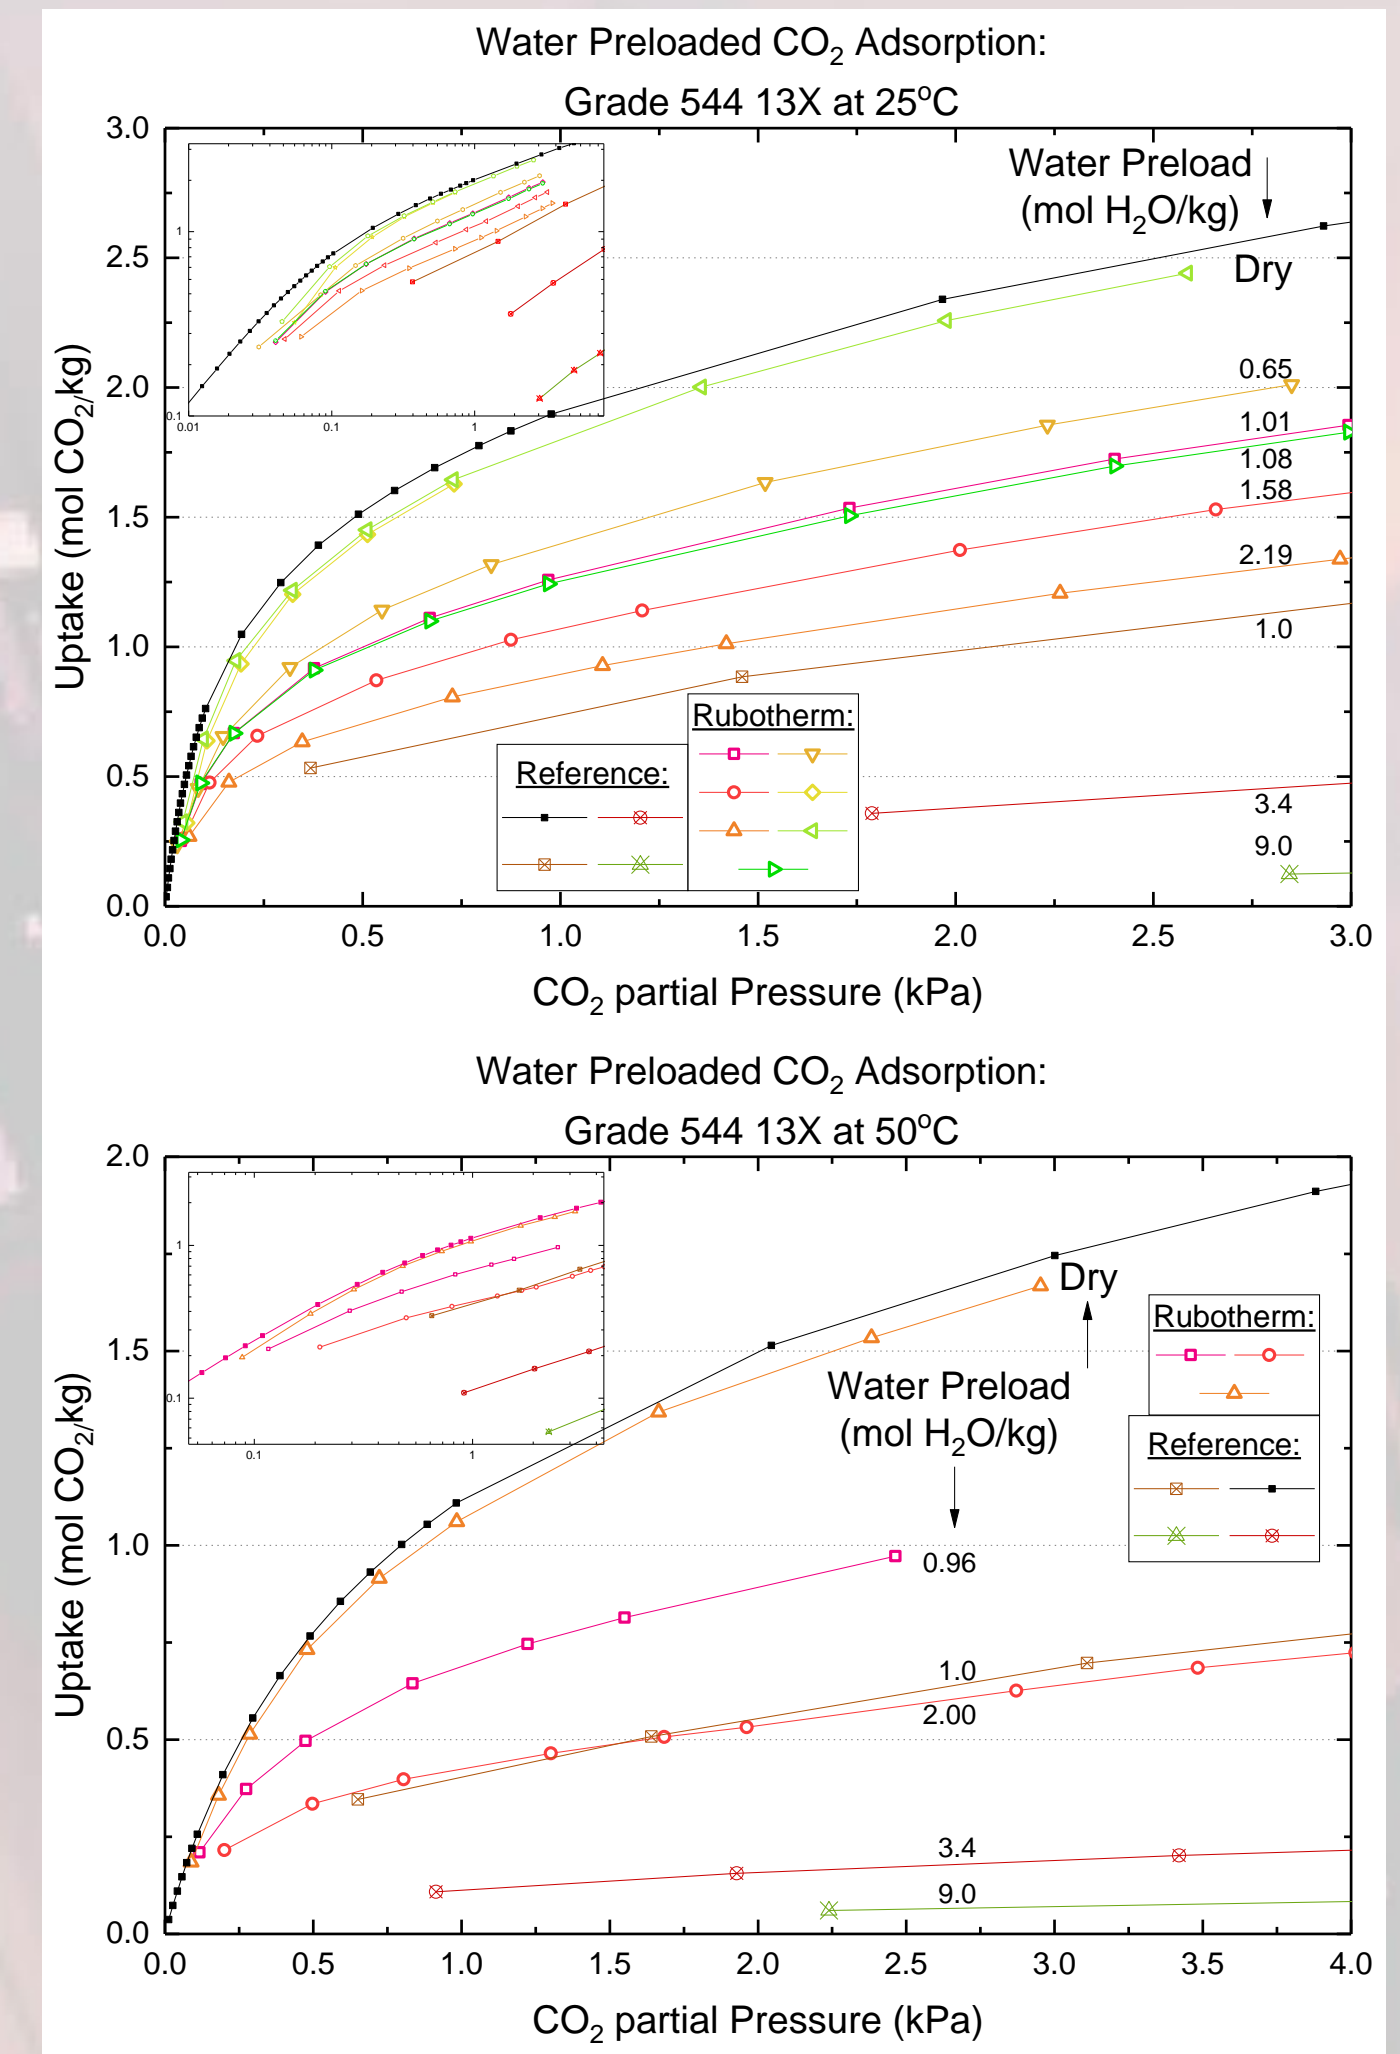 Water Preloaded CO₂ Adsorption:
Grade 544 13X at 25°C
Uptake (mol CO₂/kg)
3.0
2.5
2.0
1.5
1.0
0.5
0.0
0.0 0.5 1.0 1.5 2.0 2.5 3.0
CO₂ partial Pressure (kPa)
1
0.1
0.01 0.1 1
Water Preload
(mol H₂O/kg)
Dry
0.65
1.01
1.08
1.58
2.19
1.0
3.4
9.0
Reference:
Rubotherm:
Water Preloaded CO₂ Adsorption:
Grade 544 13X at 50°C
Uptake (mol CO₂/kg)
2.0
1.5
1.0
0.5
0.0
0.0 0.5 1.0 1.5 2.0 2.5 3.0 3.5 4.0
CO₂ partial Pressure (kPa)
1
0.1
0.1 1
Dry
Water Preload
(mol H₂O/kg)
0.96
1.0
2.00
3.4
9.0
Rubotherm:
Reference: